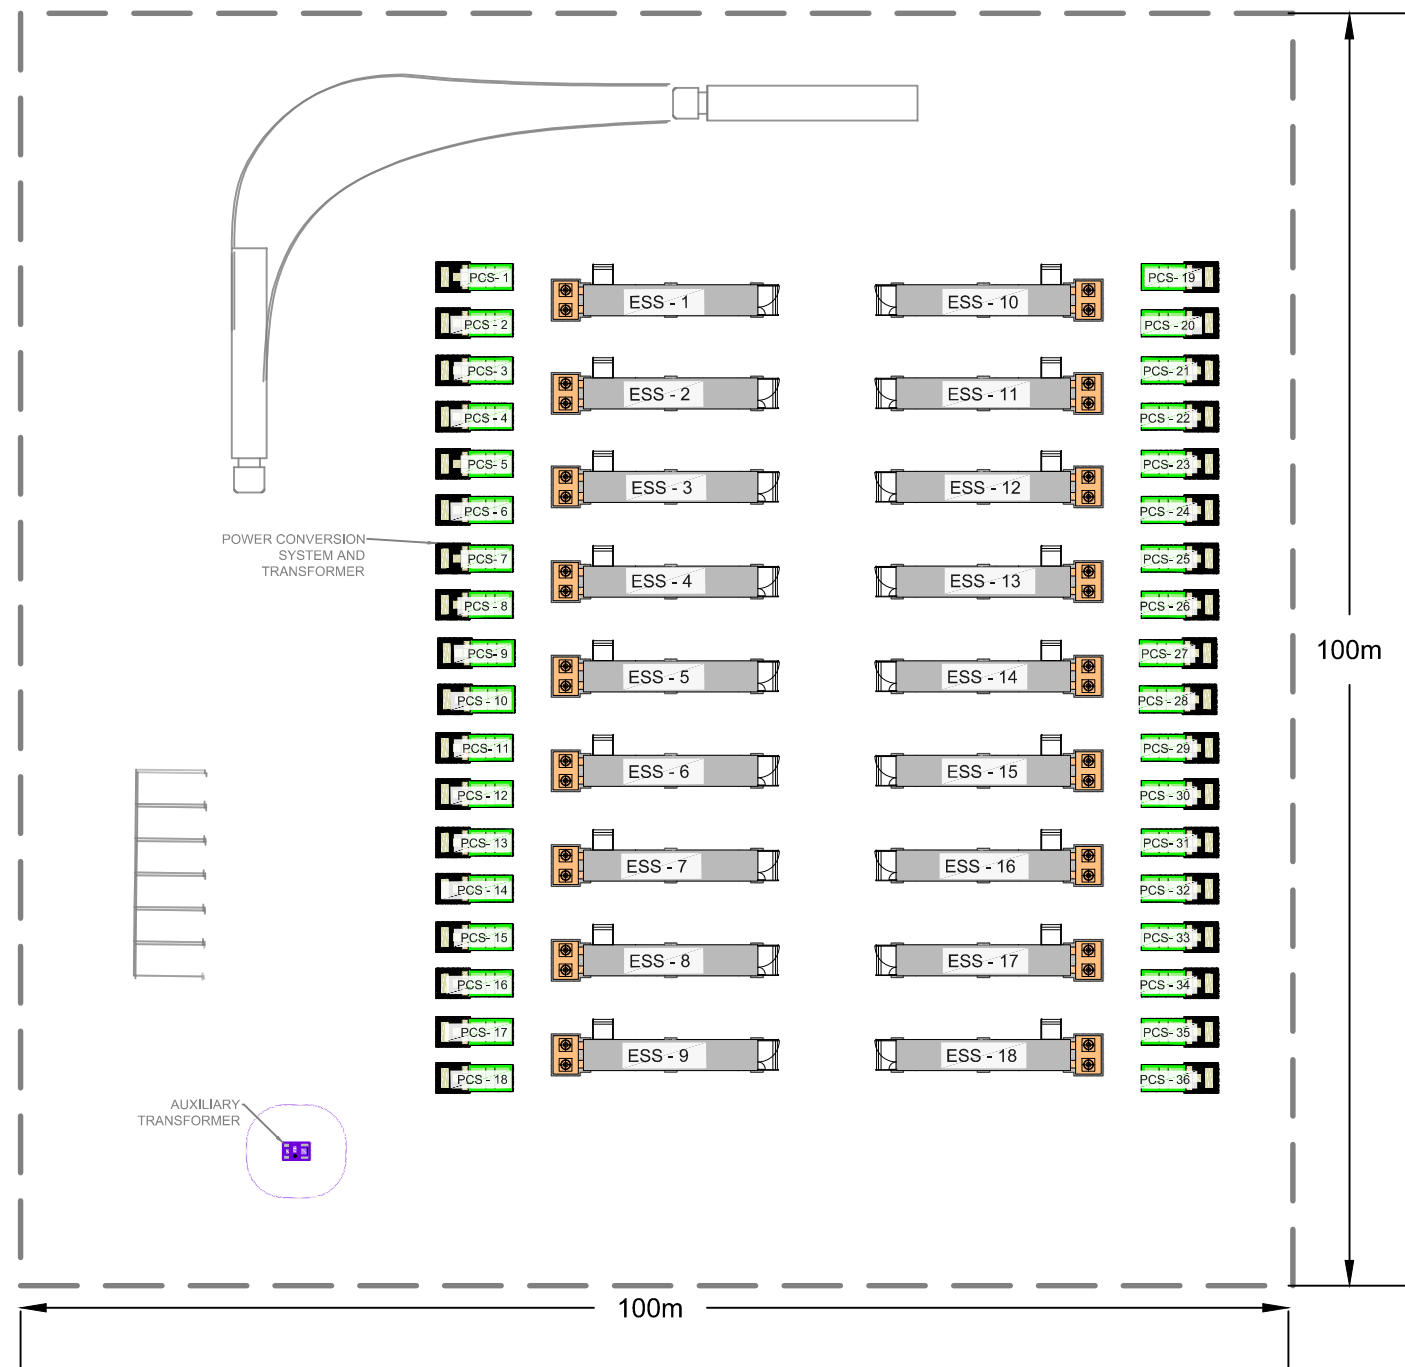 PCS- 1
ESS - 1
ESS - 10
PCS- 19
PCS - 2
PCS - 20
PCS- 3
ESS - 2
ESS - 11
PCS- 21
PCS - 4
PCS - 22
PCS- 5
ESS - 3
ESS - 12
PCS- 23
PCS - 6
PCS - 24
POWER CONVERSION
SYSTEM AND
TRANSFORMER
PCS- 7
ESS - 4
ESS - 13
PCS- 25
PCS - 8
PCS - 26
PCS- 9
ESS - 5
ESS - 14
PCS- 27
100m
PCS - 10
PCS - 28
PCS- 11
ESS - 6
ESS - 15
PCS- 29
PCS - 12
PCS - 30
PCS- 13
ESS - 7
ESS - 16
PCS- 31
PCS - 14
PCS - 32
PCS- 15
ESS - 8
ESS - 17
PCS- 33
PCS - 16
PCS - 34
PCS- 17
ESS - 9
ESS - 18
PCS- 35
PCS - 18
PCS - 36
AUXILIARY
TRANSFORMER
100m